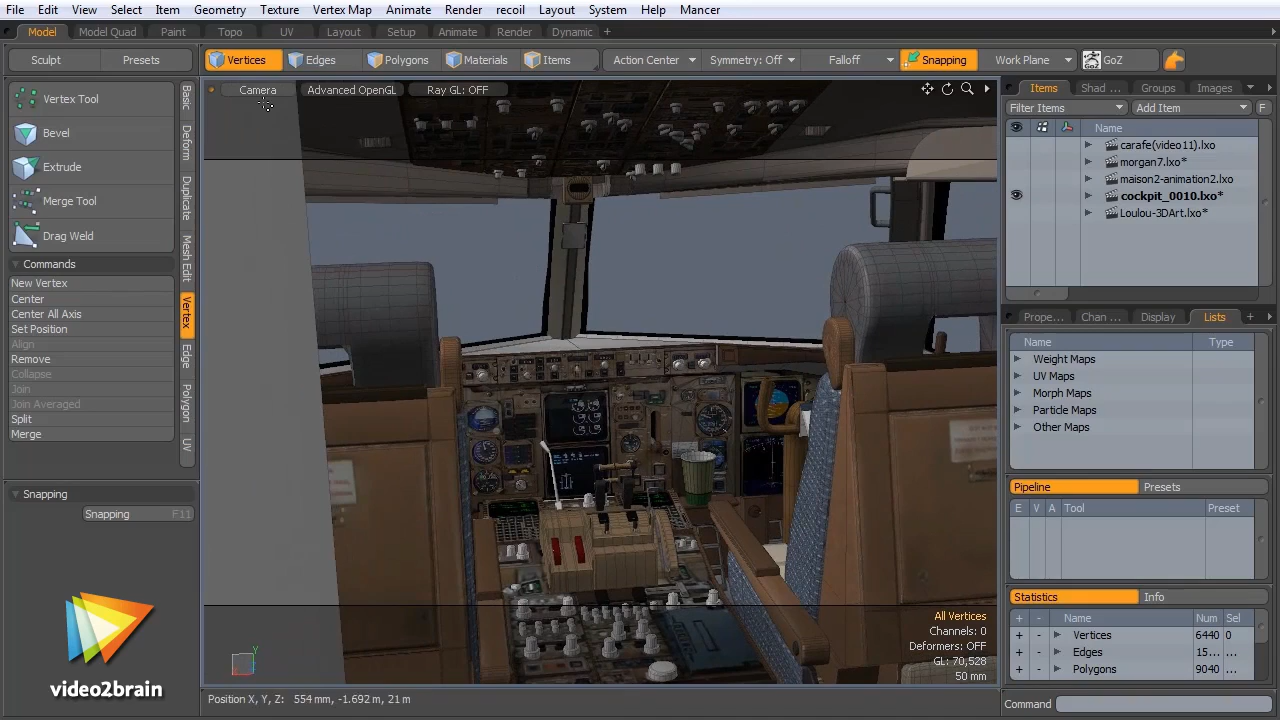 File Edit View Select Item Geometry Texture Vertex Map Animate Render recoil Layout System Help Mancer
Model Model Quad Paint Topo UV Layout Setup Animate Render Dynamic +
Sculpt Presets Vertices Edges Polygons Materials Items Action Center Symmetry: Off Falloff Snapping Work Plane GoZ
Vertex Tool
Bevel
Extrude
Merge Tool
Drag Weld
Commands
New Vertex
Center
Center All Axis
Set Position
Align
Remove
Collapse
Join
Join Averaged
Split
Merge
Snapping
Snapping F11
Basic
Deform
Duplicate
Mesh Edit
Vertex
Edge
Polygon
UV
video2brain
Camera Advanced OpenGL Ray GL: OFF
All Vertices
Channels: 0
Deformers: OFF
GL: 70,528
50 mm
Position X, Y, Z: 554 mm, -1.692 m, 21 m
Items Shad ... Groups Images +
Filter Items Add Item F
Name
carafe(video11).lxo
morgan7.lxo*
maison2-animation2.lxo
cockpit_0010.lxo*
Loulou-3DArt.lxo*
Prope... Chan ... Display Lists +
Name Type
Weight Maps
UV Maps
Morph Maps
Particle Maps
Other Maps
Pipeline Presets
E V A Tool Preset
Statistics Info
+ - Name Num Sel
+ - Vertices 6440 0
+ - Edges 15... ...
+ - Polygons 9040 ...
Command